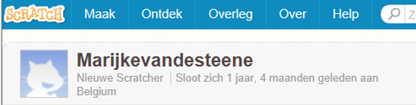 SCRATCH Maak Ontdek Overleg Over Help
Marijkevandesteene
Nieuwe Scratcher | Sloot zich 1 jaar, 4 maanden geleden aan
Belgium